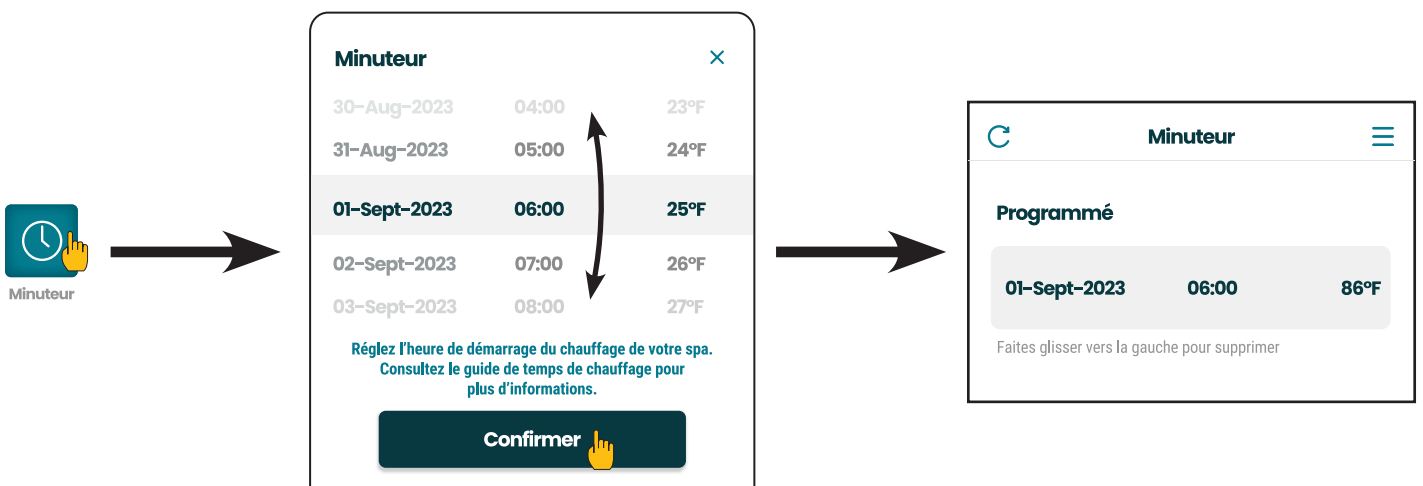 Minuteur
Minuteur
30-Aug-2023 04:00 23°F
31-Aug-2023 05:00 24°F
01-Sept-2023 06:00 25°F
02-Sept-2023 07:00 26°F
03-Sept-2023 08:00 27°F
Réglez l'heure de démarrage du chauffage de votre spa.
Consultez le guide de temps de chauffage pour
plus d'informations.
Confirmer
Minuteur
Programmé
01-Sept-2023 06:00 86°F
Faites glisser vers la gauche pour supprimer